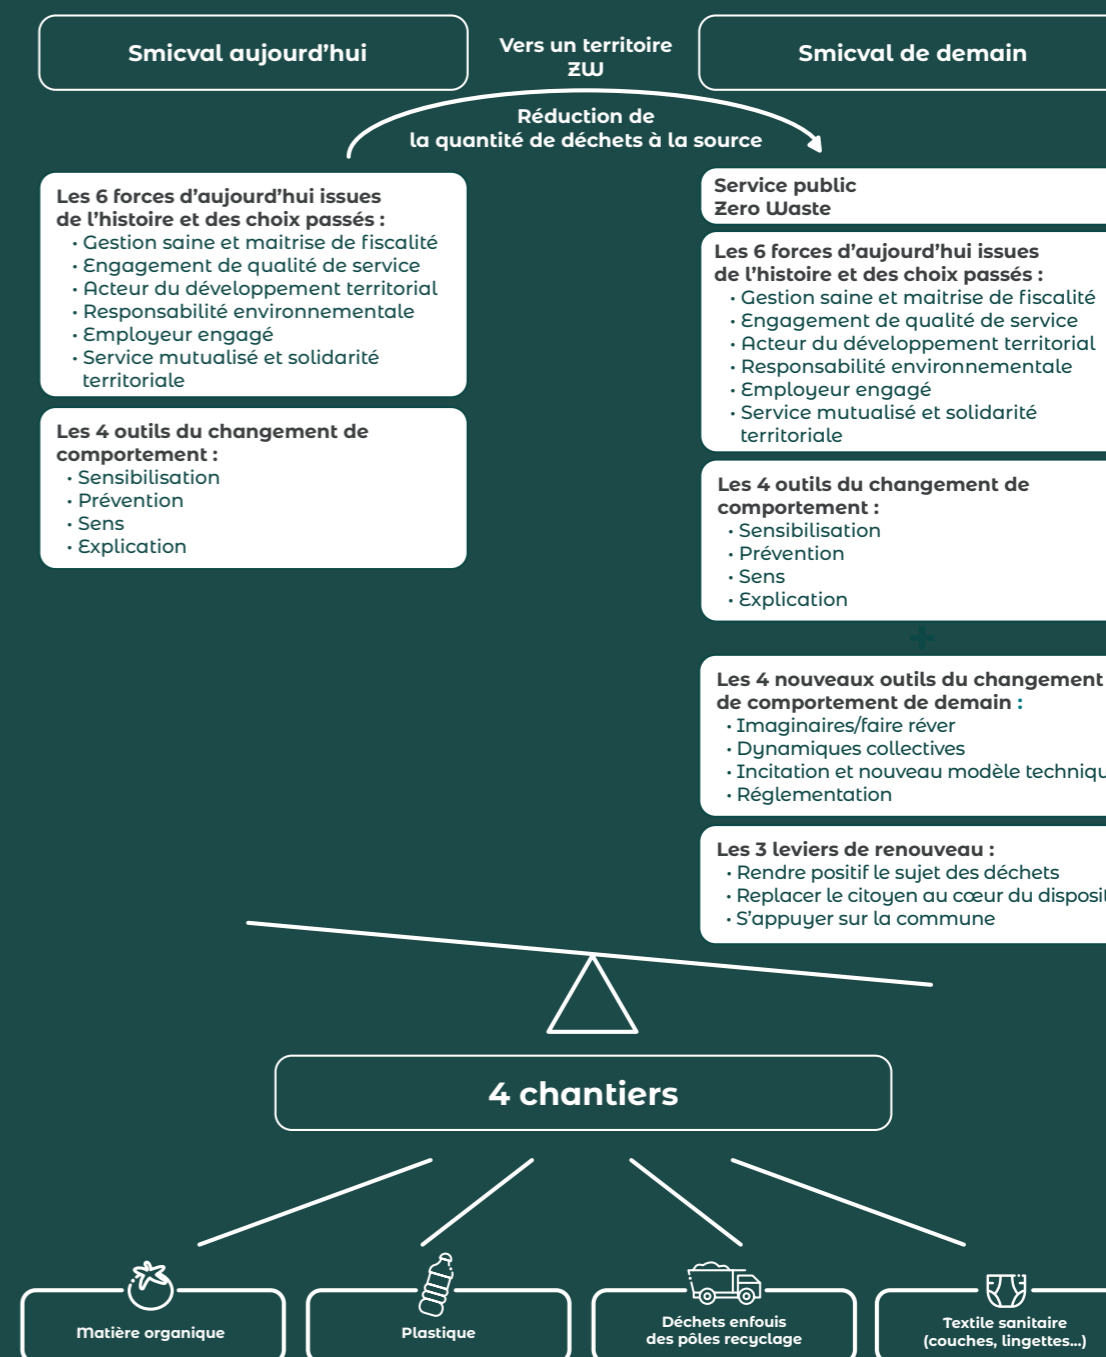 Smicval aujourd'hui
Vers un territoire
ZW
Smicval de demain
Réduction de
la quantité de déchets à la source
Les 6 forces d'aujourd'hui issues
de l'histoire et des choix passés :
• Gestion saine et maitrise de fiscalité
• Engagement de qualité de service
• Acteur du développement territorial
• Responsabilité environnementale
• Employeur engagé
• Service mutualisé et solidarité
territoriale
Les 4 outils du changement de
comportement :
• Sensibilisation
• Prévention
• Sens
• Explication
Service public
Zero Waste
Les 6 forces d'aujourd'hui issues
de l'histoire et des choix passés :
• Gestion saine et maitrise de fiscalité
• Engagement de qualité de service
• Acteur du développement territorial
• Responsabilité environnementale
• Employeur engagé
• Service mutualisé et solidarité
territoriale
Les 4 outils du changement de
comportement :
• Sensibilisation
• Prévention
• Sens
• Explication
+
Les 4 nouveaux outils du changement
de comportement de demain :
• Imaginaires/faire réver
• Dynamiques collectives
• Incitation et nouveau modèle
• Réglementation
Les 3 leviers de renouveau :
• Rendre positif le sujet des déchets
• Replacer le citoyen au cœur du
• S'appuyer sur la commune
4 chantiers
Matière organique
Plastique
Déchets enfouis
des pôles recyclage
Textile sanitaire
(couches, lingettes...)